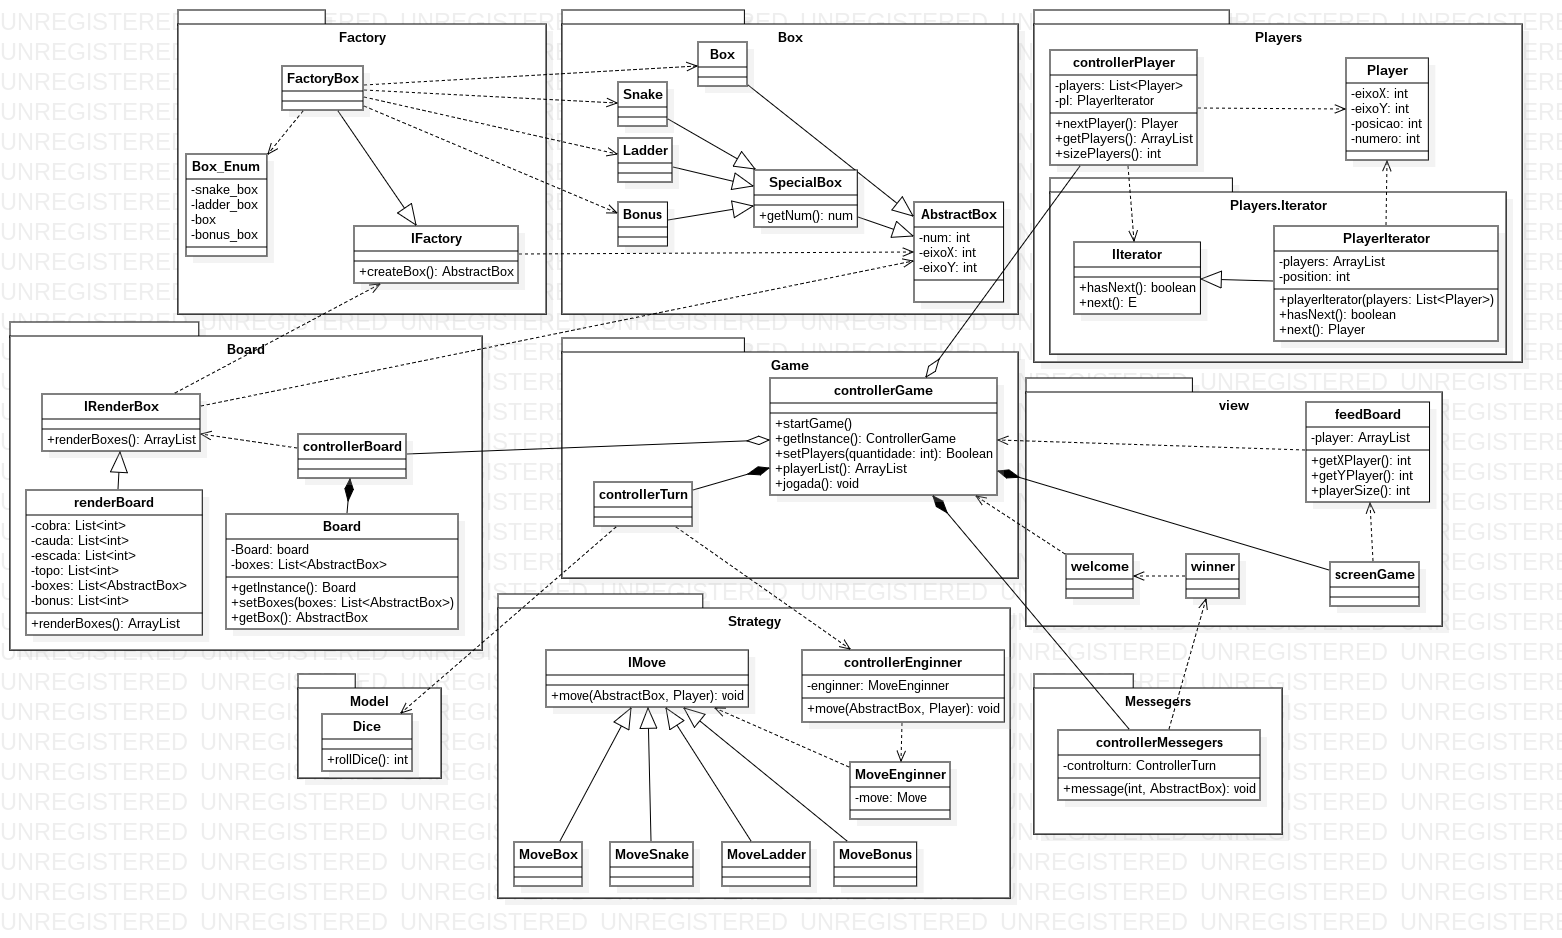 Factory
FactoryBox
Box_Enum
-snake_box
-ladder_box
-box
-bonus_box
IFactory
+createBox(): AbstractBox
Box
Box
Snake
Ladder
Bonus
SpecialBox
+getNum(): num
AbstractBox
-num: int
-eixoX: int
-eixoY: int
Players
controllerPlayer
-players: List<Player>
-pl: PlayerIterator
+nextPlayer(): Player
+getPlayers(): ArrayList
+sizePlayers(): int
Player
-eixoX: int
-eixoY: int
-posicao: int
-numero: int
Players.Iterator
IIterator
+hasNext(): boolean
+next(): E
PlayerIterator
-players: ArrayList
-position: int
+playerIterator(players: List<Player>)
+hasNext(): boolean
+next(): Player
Board
IRenderBox
+renderBoxes(): ArrayList
controllerBoard
renderBoard
-cobra: List<int>
-cauda: List<int>
-escada: List<int>
-topo: List<int>
-boxes: List<AbstractBox>
-bonus: List<int>
+renderBoxes(): ArrayList
Board
-Board: board
-boxes: List<AbstractBox>
+getInstance(): Board
+setBoxes(boxes: List<AbstractBox>)
+getBox(): AbstractBox
Game
controllerGame
+startGame()
+getInstance(): ControllerGame
+setPlayers(quantidade: int): Boolean
+playerList(): ArrayList
+jogada(): void
controllerTurn
view
feedBoard
-player: ArrayList
+getXPlayer(): int
+getYPlayer(): int
+playerSize(): int
welcome
winner
screenGame
Model
Dice
+rollDice(): int
Strategy
IMove
+move(AbstractBox, Player): void
controllerEnginner
-enginner: MoveEnginner
+move(AbstractBox, Player): void
MoveEnginner
-move: Move
MoveBox
MoveSnake
MoveLadder
MoveBonus
Messegers
controllerMessegers
-controlturn: ControllerTurn
+message(int, AbstractBox): void
UNREGISTERED